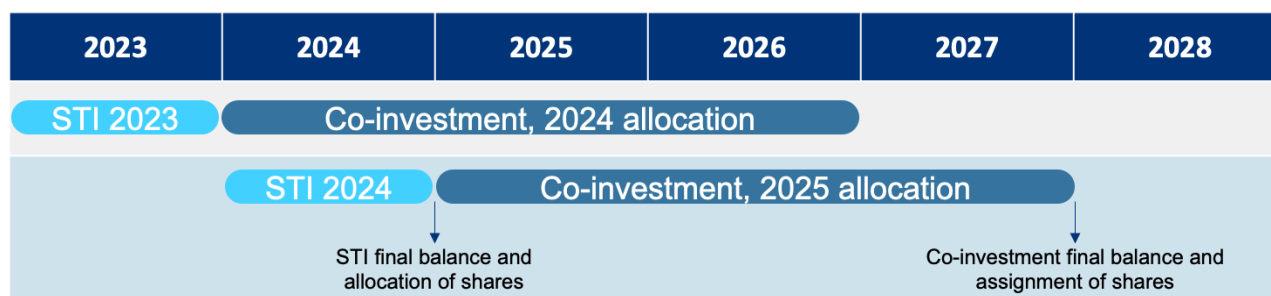 2023 2024 2025 2026 2027 2028
STI 2023 Co-investment, 2024 allocation
STI 2024 Co-investment, 2025 allocation
STI final balance and
allocation of shares
Co-investment final balance and
assignment of shares